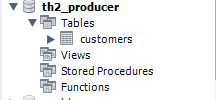 th2_producer
Tables
customers
Views
Stored Procedures
Functions